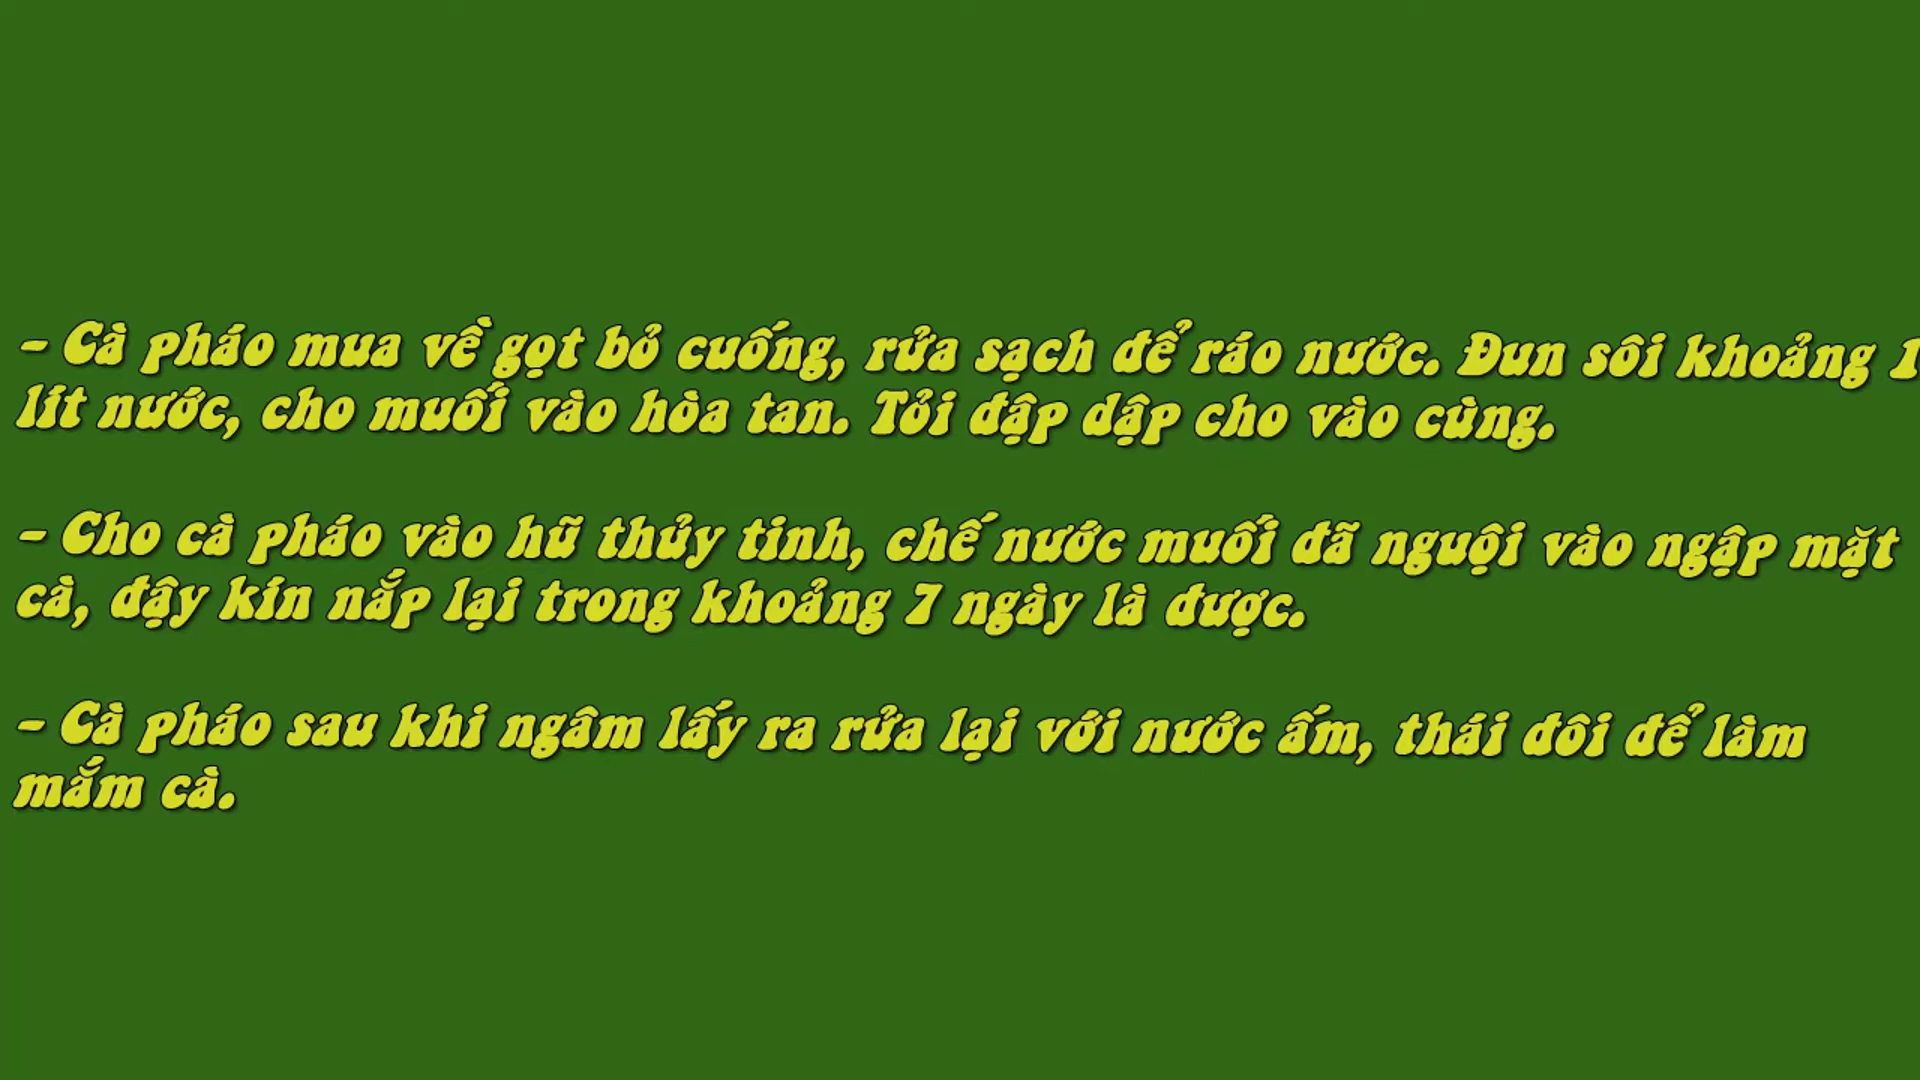 - Cà pháo mua về gọt bỏ cuống, rửa sạch để ráo nước. Đun sôi khoảng 1
lít nước, cho muối vào hòa tan. Tỏi đập dập cho vào cùng.
- Cho cà pháo vào hũ thủy tinh, chế nước muối đã nguội vào ngập mặt
cà, đậy kín nắp lại trong khoảng 7 ngày là được.
- Cà pháo sau khi ngâm lấy ra rửa lại với nước ấm, thái đôi để làm
mắm cà.